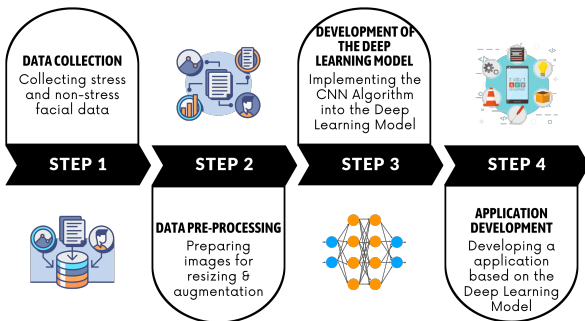 DATA COLLECTION
Collecting stress
and non-stress
facial data
DEVELOPMENT OF
THE DEEP
LEARNING MODEL
Implementing the
CNN Algorithm
into the Deep
Learning Model
STEP 1
STEP 2
STEP 3
STEP 4
DATA PRE-PROCESSING
Preparing
images for
resizing &
augmentation
APPLICATION
DEVELOPMENT
Developing a
application
based on the
Deep Learning
Model